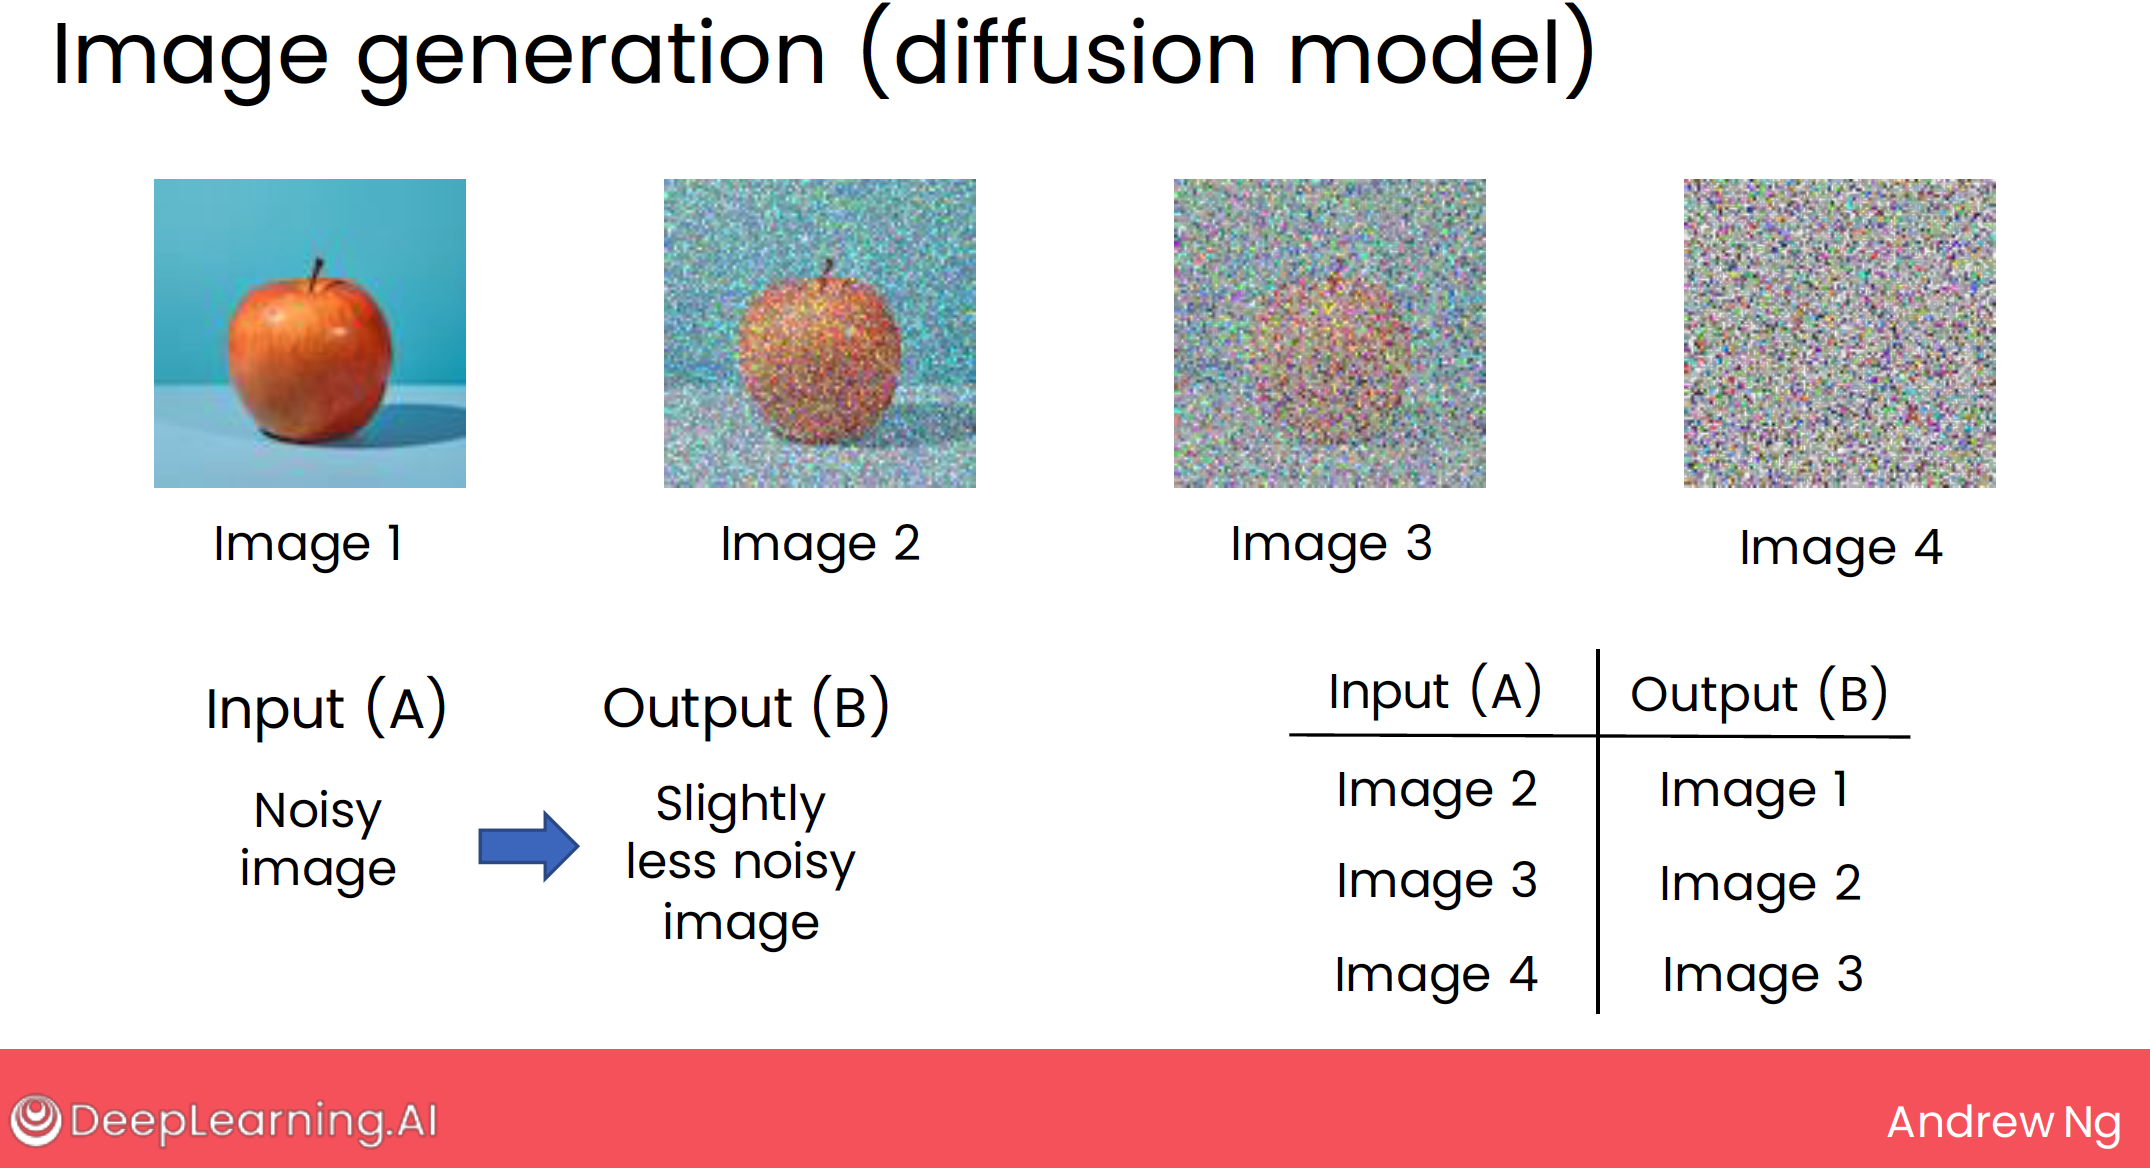 Image generation (diffusion model)
Image 1
Image 2
Image 3
Image 4
Input (A)
Output (B)
Noisy
image
Slightly
less noisy
image
Input (A) Output (B)
Image 2 Image 1
Image 3 Image 2
Image 4 Image 3
DeepLearning.AI
Andrew Ng